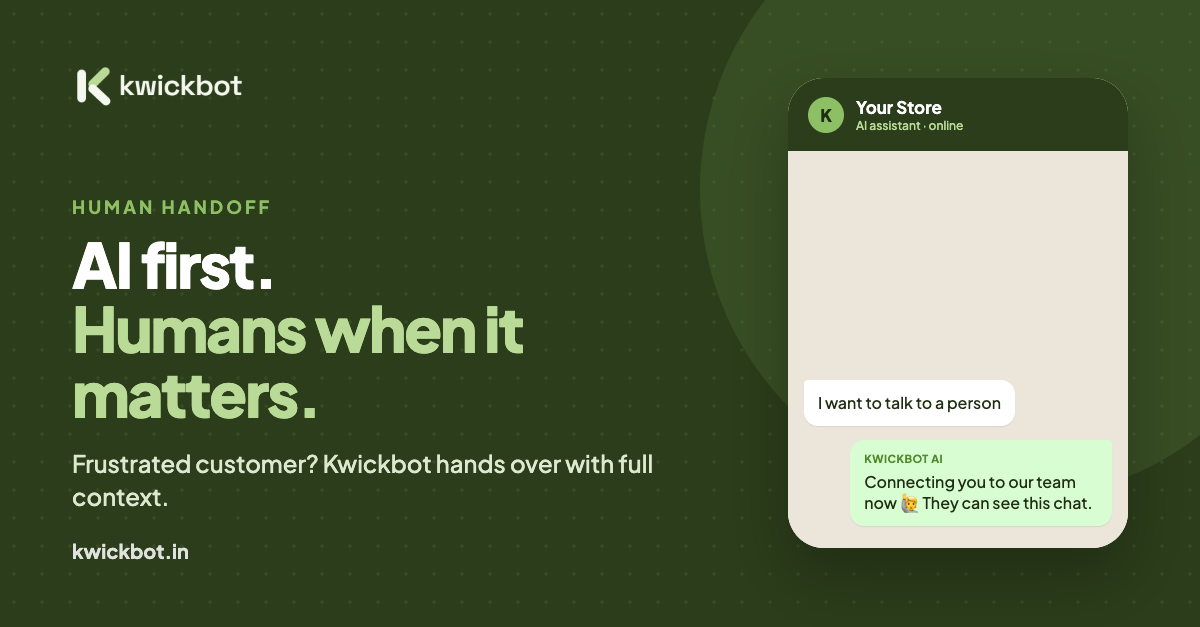 kwickbot
HUMAN HANDOFF
AI first.
Humans when it
matters.
Frustrated customer? Kwickbot hands over with full
context.
kwickbot.in
K
Your Store
AI assistant · online
I want to talk to a person
KWICKBOT AI
Connecting you to our team
now 🙋 They can see this chat.